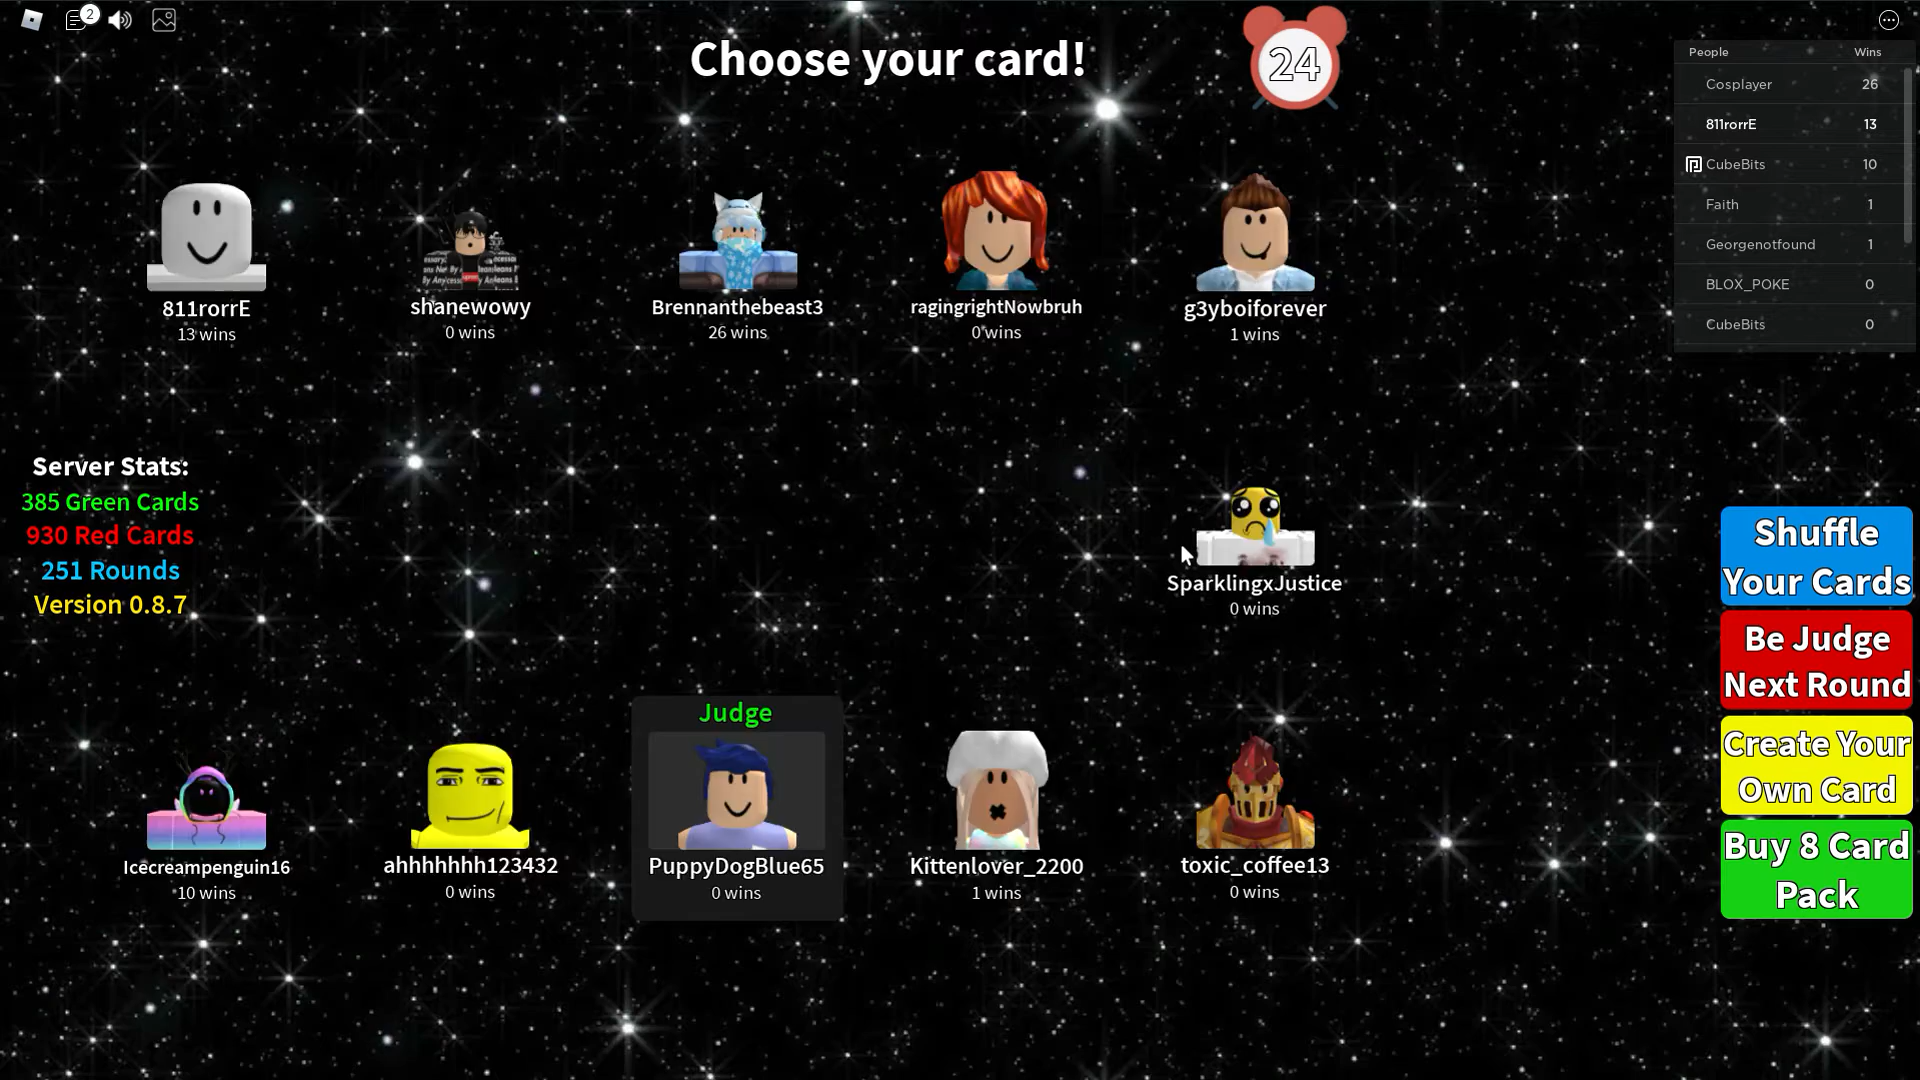 2
Choose your card!
24
People Wins
Cosplayer 26
811rorrE 13
CubeBits 10
Faith 1
Georgenotfound 1
BLOX_POKE 0
CubeBits 0
811rorrE
13 wins
shanewowy
0 wins
Brennanthebeast3
26 wins
ragingrightNowbruh
0 wins
g3yboiforever
1 wins
Server Stats:
385 Green Cards
930 Red Cards
251 Rounds
Version 0.8.7
SparklingxJustice
0 wins
Shuffle
Your Cards
Be Judge
Next Round
Create Your
Own Card
Buy 8 Card
Pack
Icecreampenguin16
10 wins
ahhhhhhh123432
0 wins
Judge
PuppyDogBlue65
0 wins
Kittenlover_2200
1 wins
toxic_coffee13
0 wins